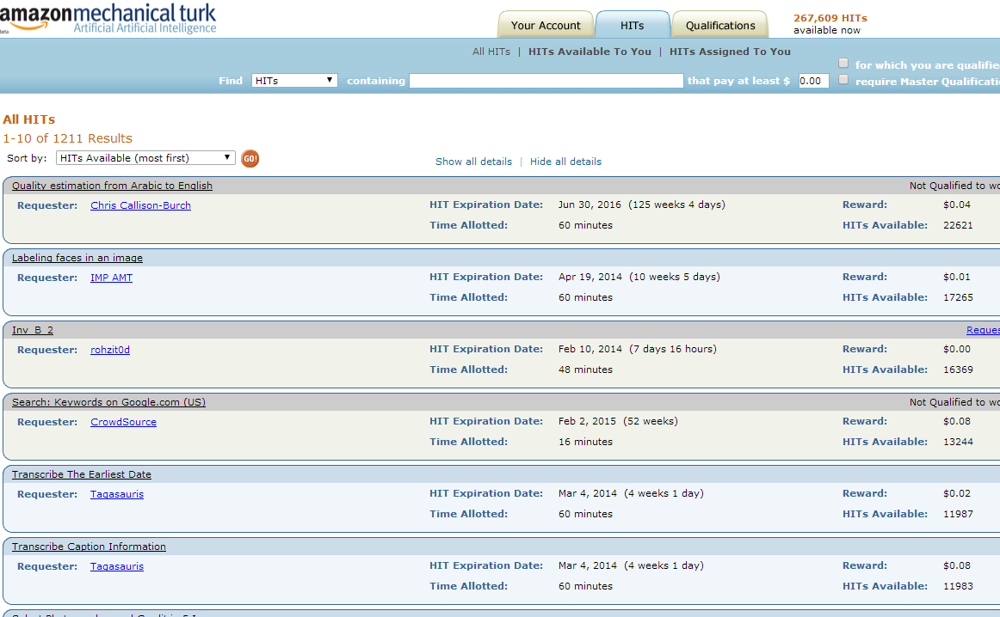 amazonmechanical turk
beta
Artificial Artificial Intelligence
Your Account
HITs
Qualifications
267,609 HITs
available now
All HITs | HITs Available To You | HITs Assigned To You
Find HITs containing that pay at least $ 0.00
for which you are qualifie
require Master Qualificati
All HITs
1-10 of 1211 Results
Sort by: HITs Available (most first) GO!
Show all details | Hide all details
Quality estimation from Arabic to English Not Qualified to wo
Requester: Chris Callison-Burch HIT Expiration Date: Jun 30, 2016 (125 weeks 4 days) Reward: $0.04
Time Allotted: 60 minutes HITs Available: 22621
Labeling faces in an image
Requester: IMP AMT HIT Expiration Date: Apr 19, 2014 (10 weeks 5 days) Reward: $0.01
Time Allotted: 60 minutes HITs Available: 17265
Inv_B_2 Reques
Requester: rohzit0d HIT Expiration Date: Feb 10, 2014 (7 days 16 hours) Reward: $0.00
Time Allotted: 48 minutes HITs Available: 16369
Search: Keywords on Google.com (US) Not Qualified to wo
Requester: CrowdSource HIT Expiration Date: Feb 2, 2015 (52 weeks) Reward: $0.08
Time Allotted: 16 minutes HITs Available: 13244
Transcribe The Earliest Date
Requester: Tagasauris HIT Expiration Date: Mar 4, 2014 (4 weeks 1 day) Reward: $0.02
Time Allotted: 60 minutes HITs Available: 11987
Transcribe Caption Information
Requester: Tagasauris HIT Expiration Date: Mar 4, 2014 (4 weeks 1 day) Reward: $0.08
Time Allotted: 60 minutes HITs Available: 11983